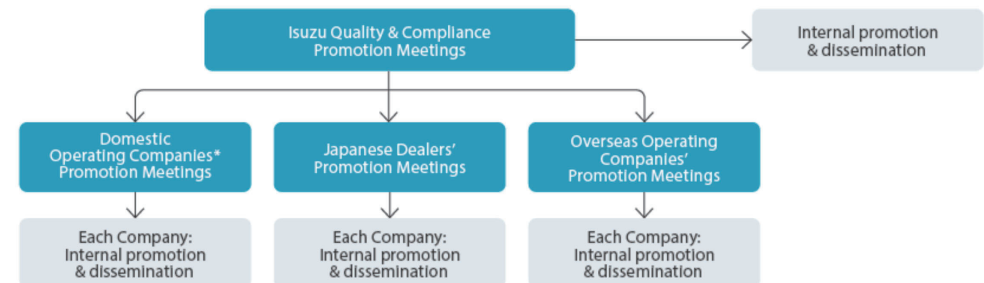 Isuzu Quality & Compliance
Promotion Meetings
Internal promotion
& dissemination
Domestic
Operating Companies*
Promotion Meetings
Japanese Dealers’
Promotion Meetings
Overseas Operating
Companies’
Promotion Meetings
Each Company:
Internal promotion
& dissemination
Each Company:
Internal promotion
& dissemination
Each Company:
Internal promotion
& dissemination